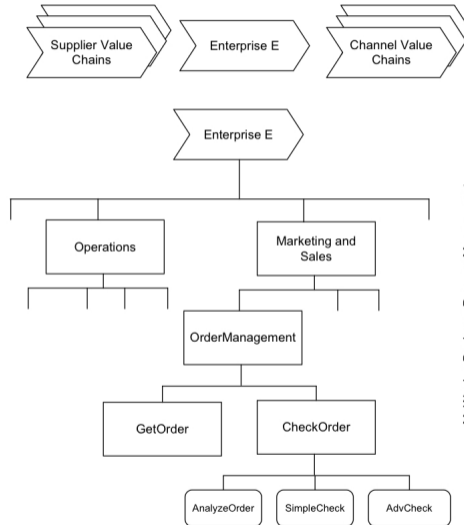 Supplier Value
Chains
Enterprise E
Channel Value
Chains
Enterprise E
Operations
Marketing and
Sales
OrderManagement
GetOrder
CheckOrder
AnalyzeOrder
SimpleCheck
AdvCheck